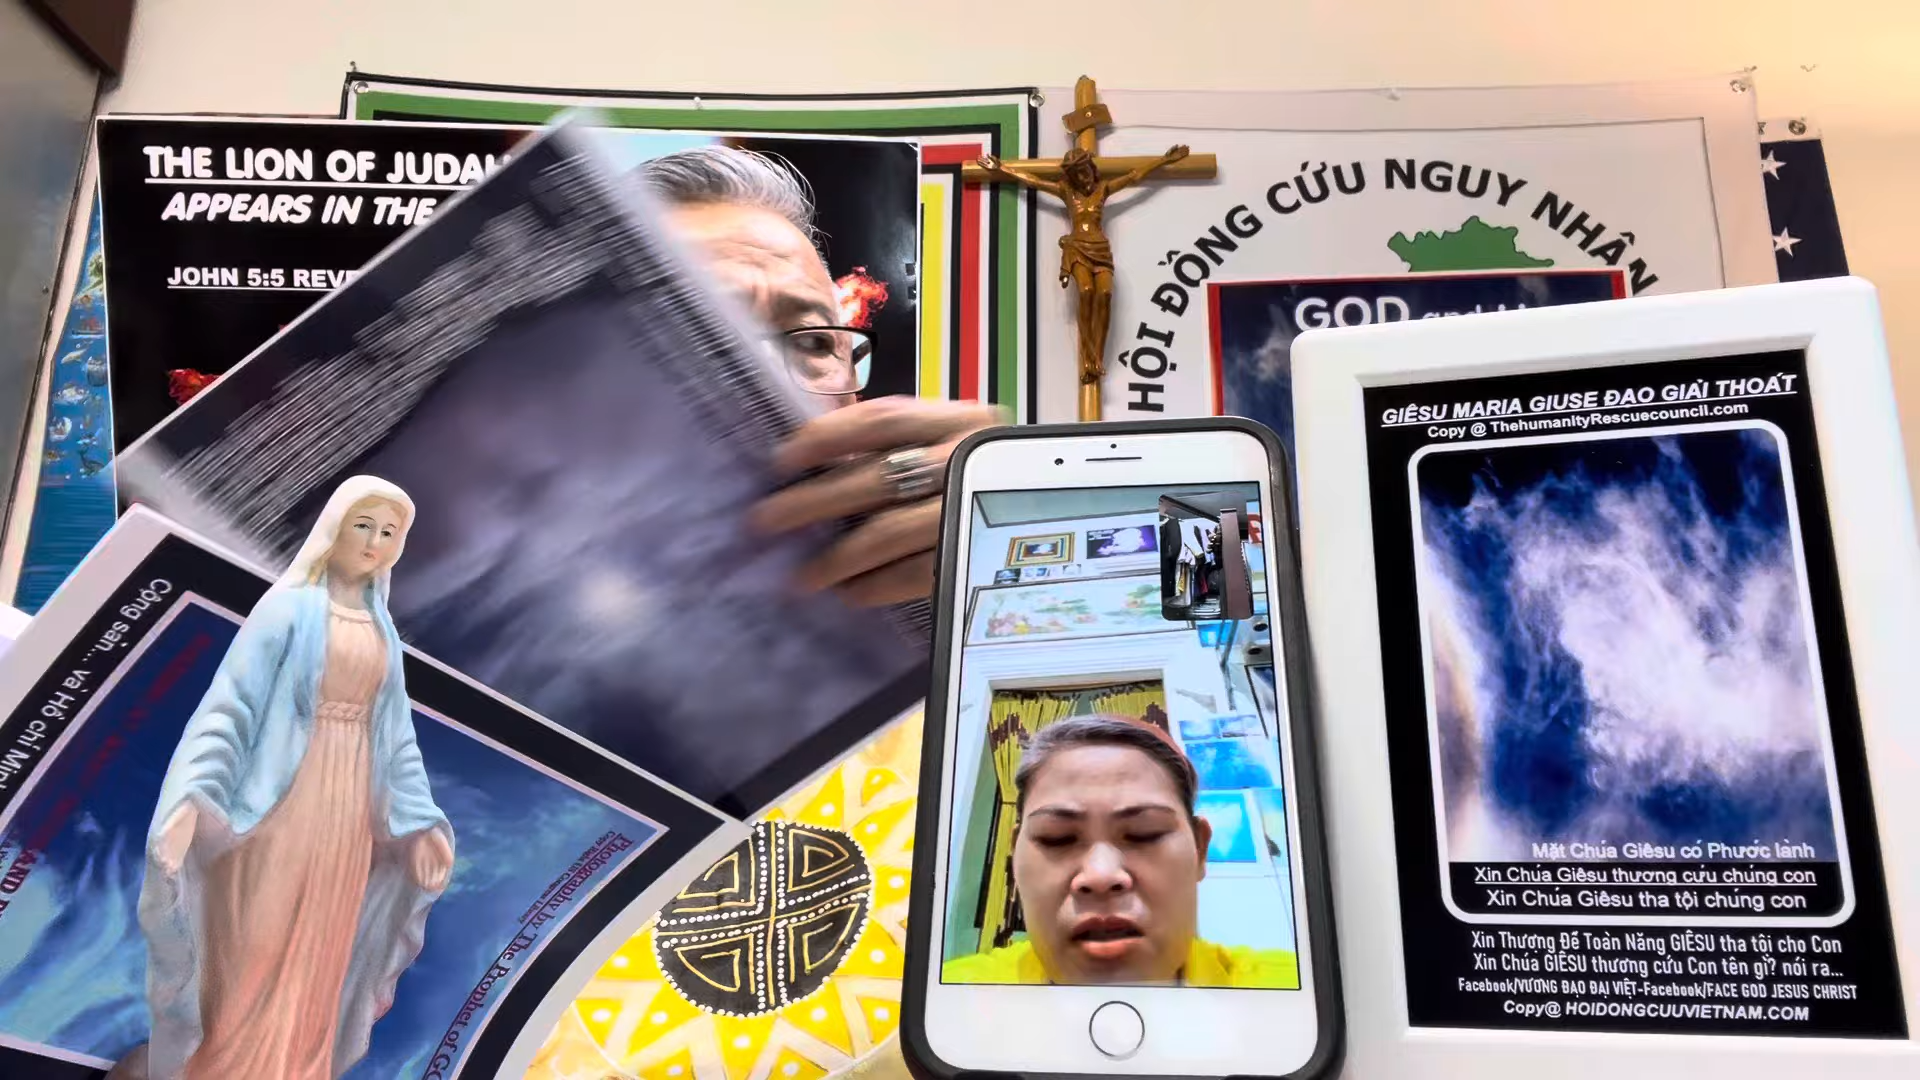 THE LION OF JUDAH
APPEARS IN THE
JOHN 5:5 REVE
HỘI ĐỒNG CỨU NGUY NHÂN
GOD and
GIÊSU MARIA GIUSE ĐAO GIẢI THOÁT
Copy @ ThehumanityRescuecouncil.com
Mặt Chúa Giêsu có Phước lành
Xin Chúa Giêsu thương cứu chúng con
Xin Chúa Giêsu tha tội chúng con
Xin Thượng Đế Toàn Năng GIÊSU tha tội cho Con
Xin Chúa GIÊSU thương cứu Con tên gì? nói ra...
Facebook/VƯƠNG ĐẠO ĐẠI VIỆT-Facebook/FACE GOD JESUS CHRIST
Copy@ HOIDONGCUUVIETNAM.COM
Cộng sản... và Hồ chí Minh
Photography by The Prophet of GO